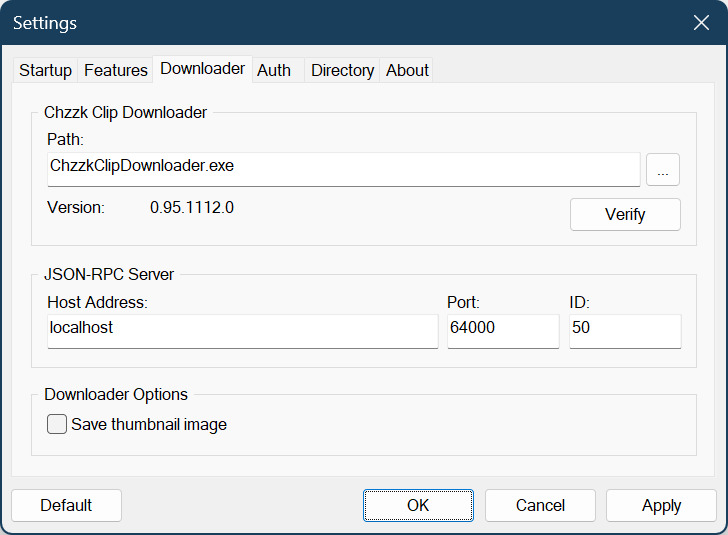 Settings
Startup Features Downloader Auth Directory About
Chzzk Clip Downloader
Path:
ChzzkClipDownloader.exe ...
Version: 0.95.1112.0 Verify
JSON-RPC Server
Host Address: Port: ID:
localhost 64000 50
Downloader Options
Save thumbnail image
Default OK Cancel Apply